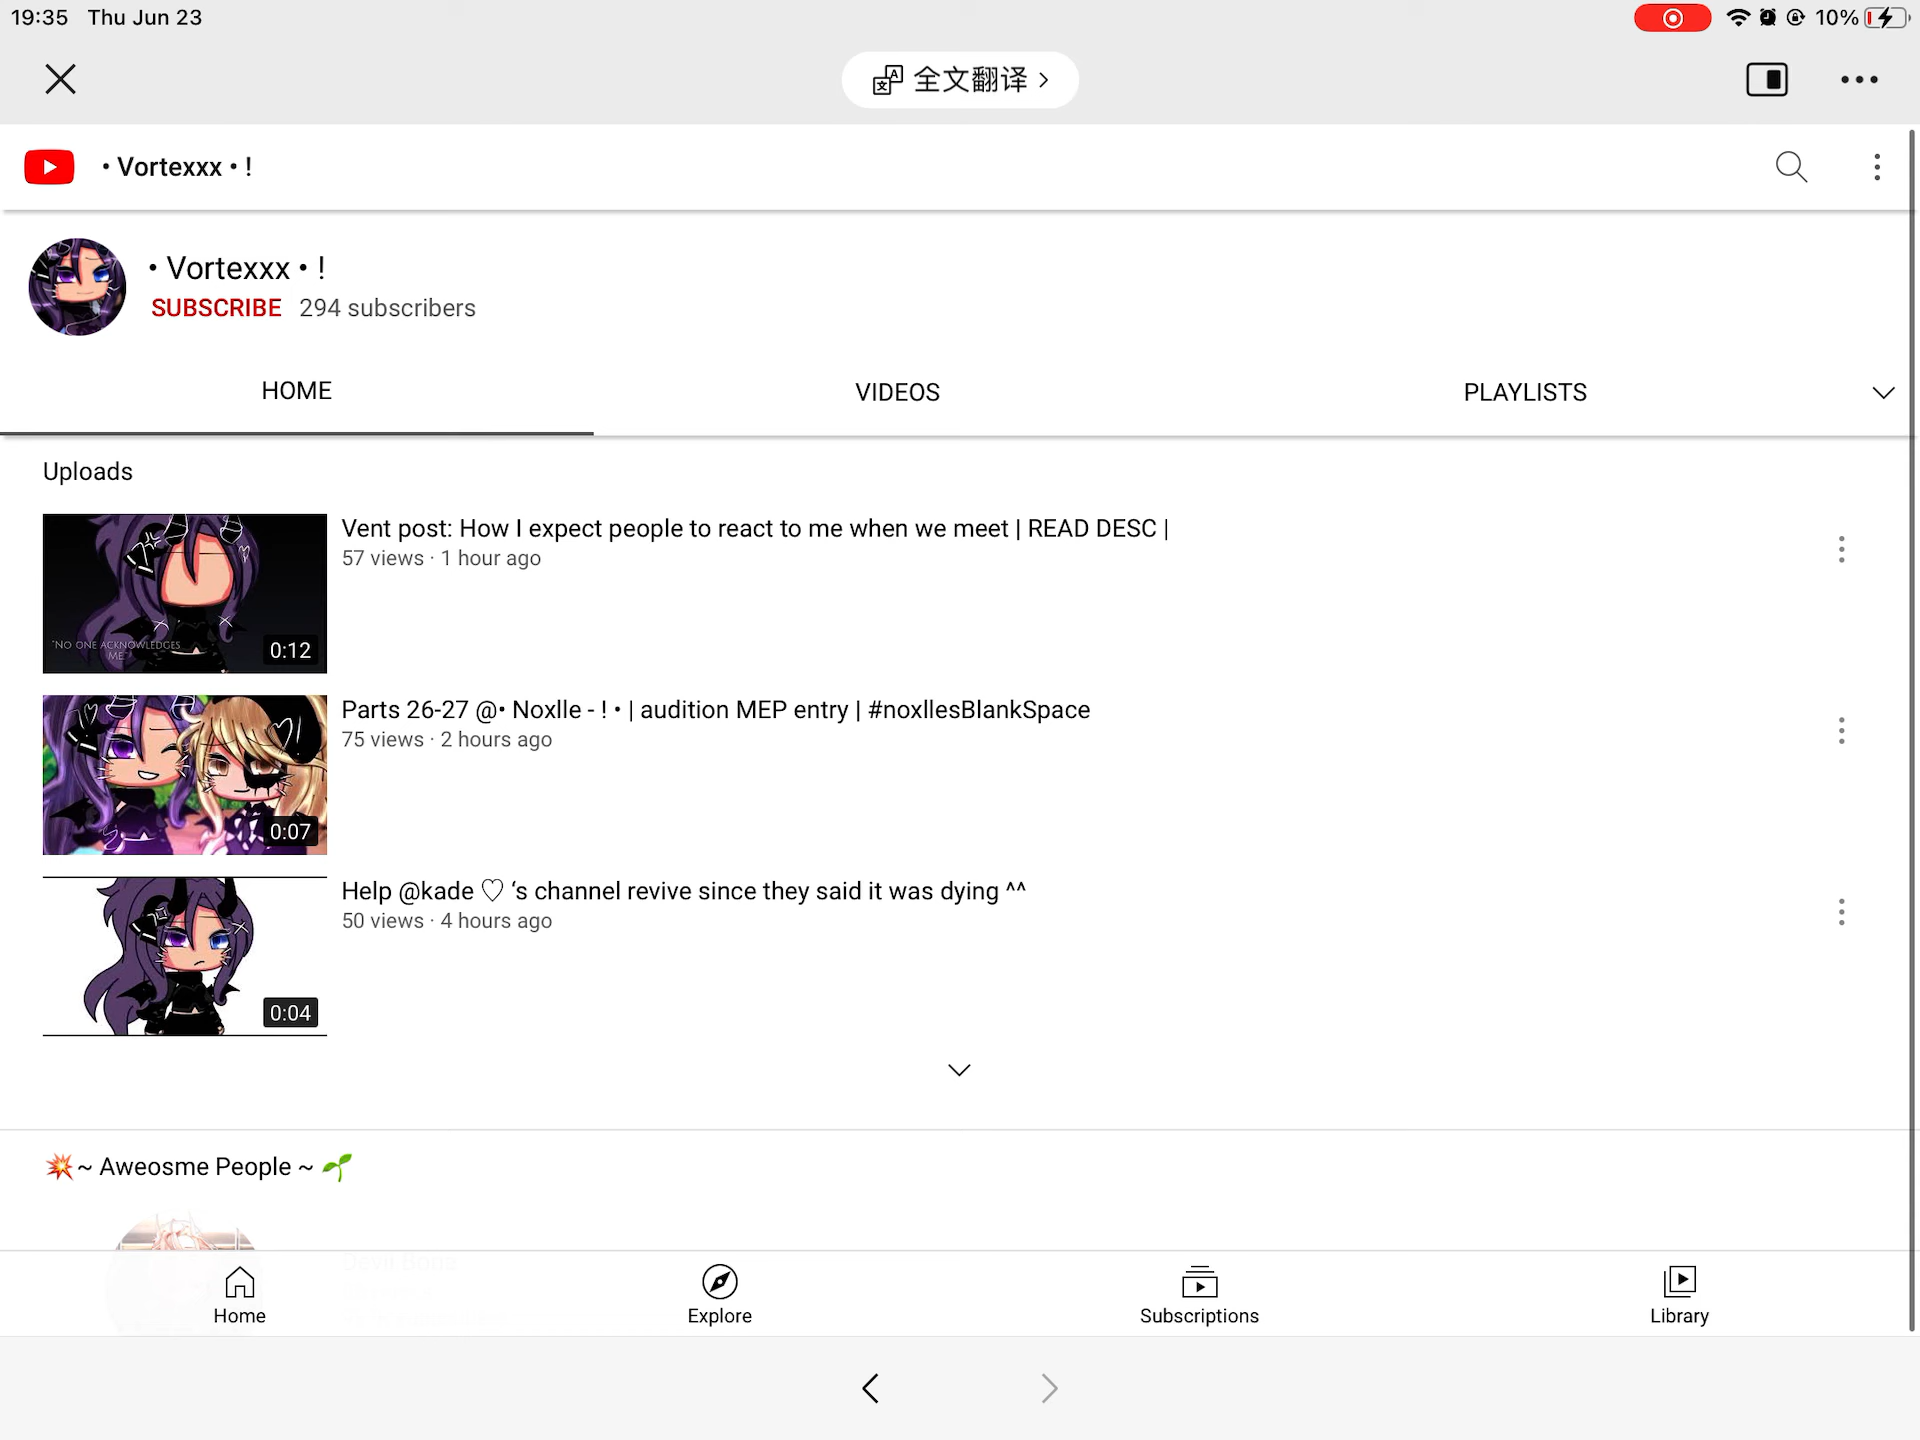 19:35 Thu Jun 23
10%
全文翻译
• Vortexxx • !
• Vortexxx • !
SUBSCRIBE 294 subscribers
HOME VIDEOS PLAYLISTS
Uploads
Vent post: How I expect people to react to me when we meet | READ DESC |
57 views · 1 hour ago
"NO ONE ACKNOWLEDGES
ME"
0:12
Parts 26-27 @• Noxlle - ! • | audition MEP entry | #noxllesBlankSpace
75 views · 2 hours ago
0:07
Help @kade ♡ ‘s channel revive since they said it was dying ^^
50 views · 4 hours ago
0:04
💥~ Aweosme People ~ 🌱
Home Explore Subscriptions Library